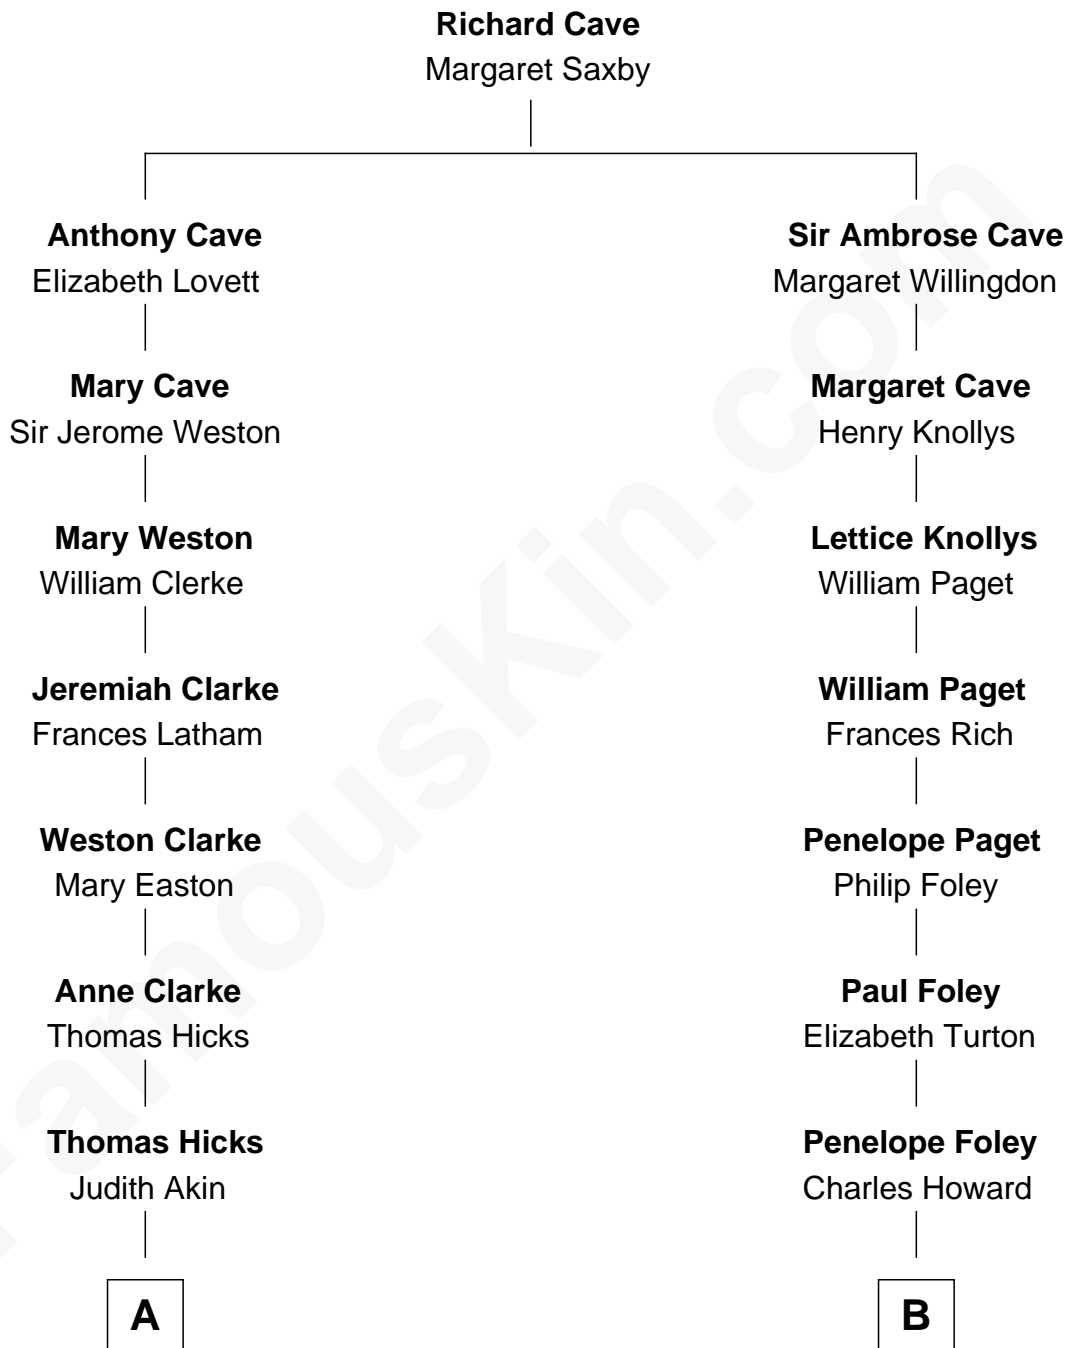 Richard Cave
Margaret Saxby
Anthony Cave
Elizabeth Lovett
Sir Ambrose Cave
Margaret Willingdon
Mary Cave
Sir Jerome Weston
Margaret Cave
Henry Knollys
Mary Weston
William Clerke
Lettice Knollys
William Paget
Jeremiah Clarke
Frances Latham
William Paget
Frances Rich
Weston Clarke
Mary Easton
Penelope Paget
Philip Foley
Anne Clarke
Thomas Hicks
Paul Foley
Elizabeth Turton
Thomas Hicks
Judith Akin
Penelope Foley
Charles Howard
A
B
FamousKin.com